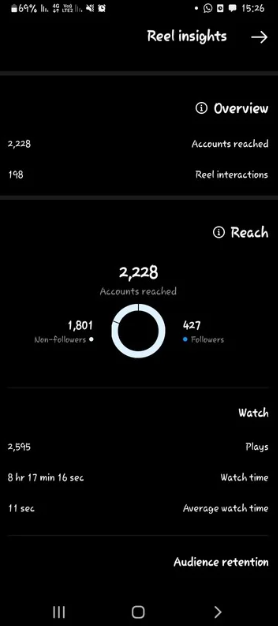 69% 15:26
Reel insights
Overview
2,228 Accounts reached
198 Reel interactions
Reach
2,228
Accounts reached
1,801 427
Non-followers Followers
Watch
2,595 Plays
8 hr 17 min 16 sec Watch time
11 sec Average watch time
Audience retention